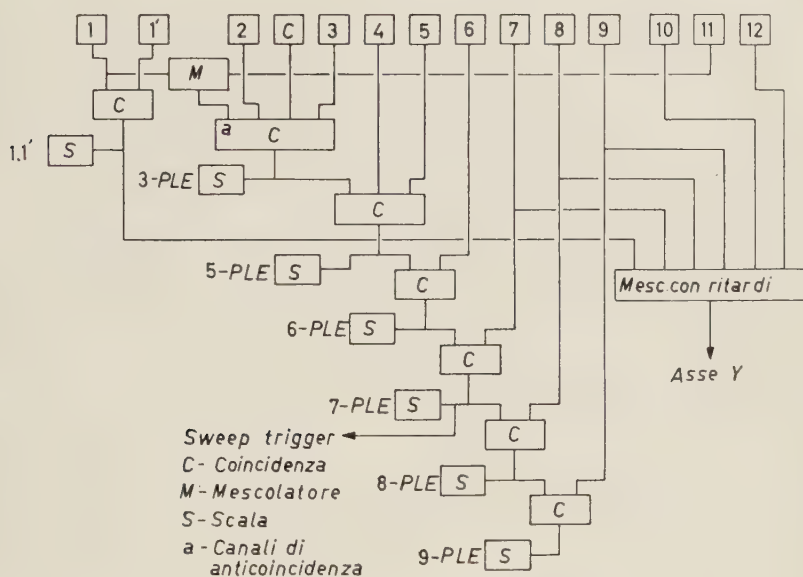 1 1' 2 C 3 4 5 6 7 8 9 10 11 12
M
C
a C
1.1' S
3-PLE S
C
5-PLE S
C
Mesc. con ritardi
6-PLE S
C
Asse Y
7-PLE S
Sweep trigger
C
C - Coincidenza
8-PLE S
M - Mescolatore
C
S - Scala
a - Canali di
anticoincidenza
9-PLE S